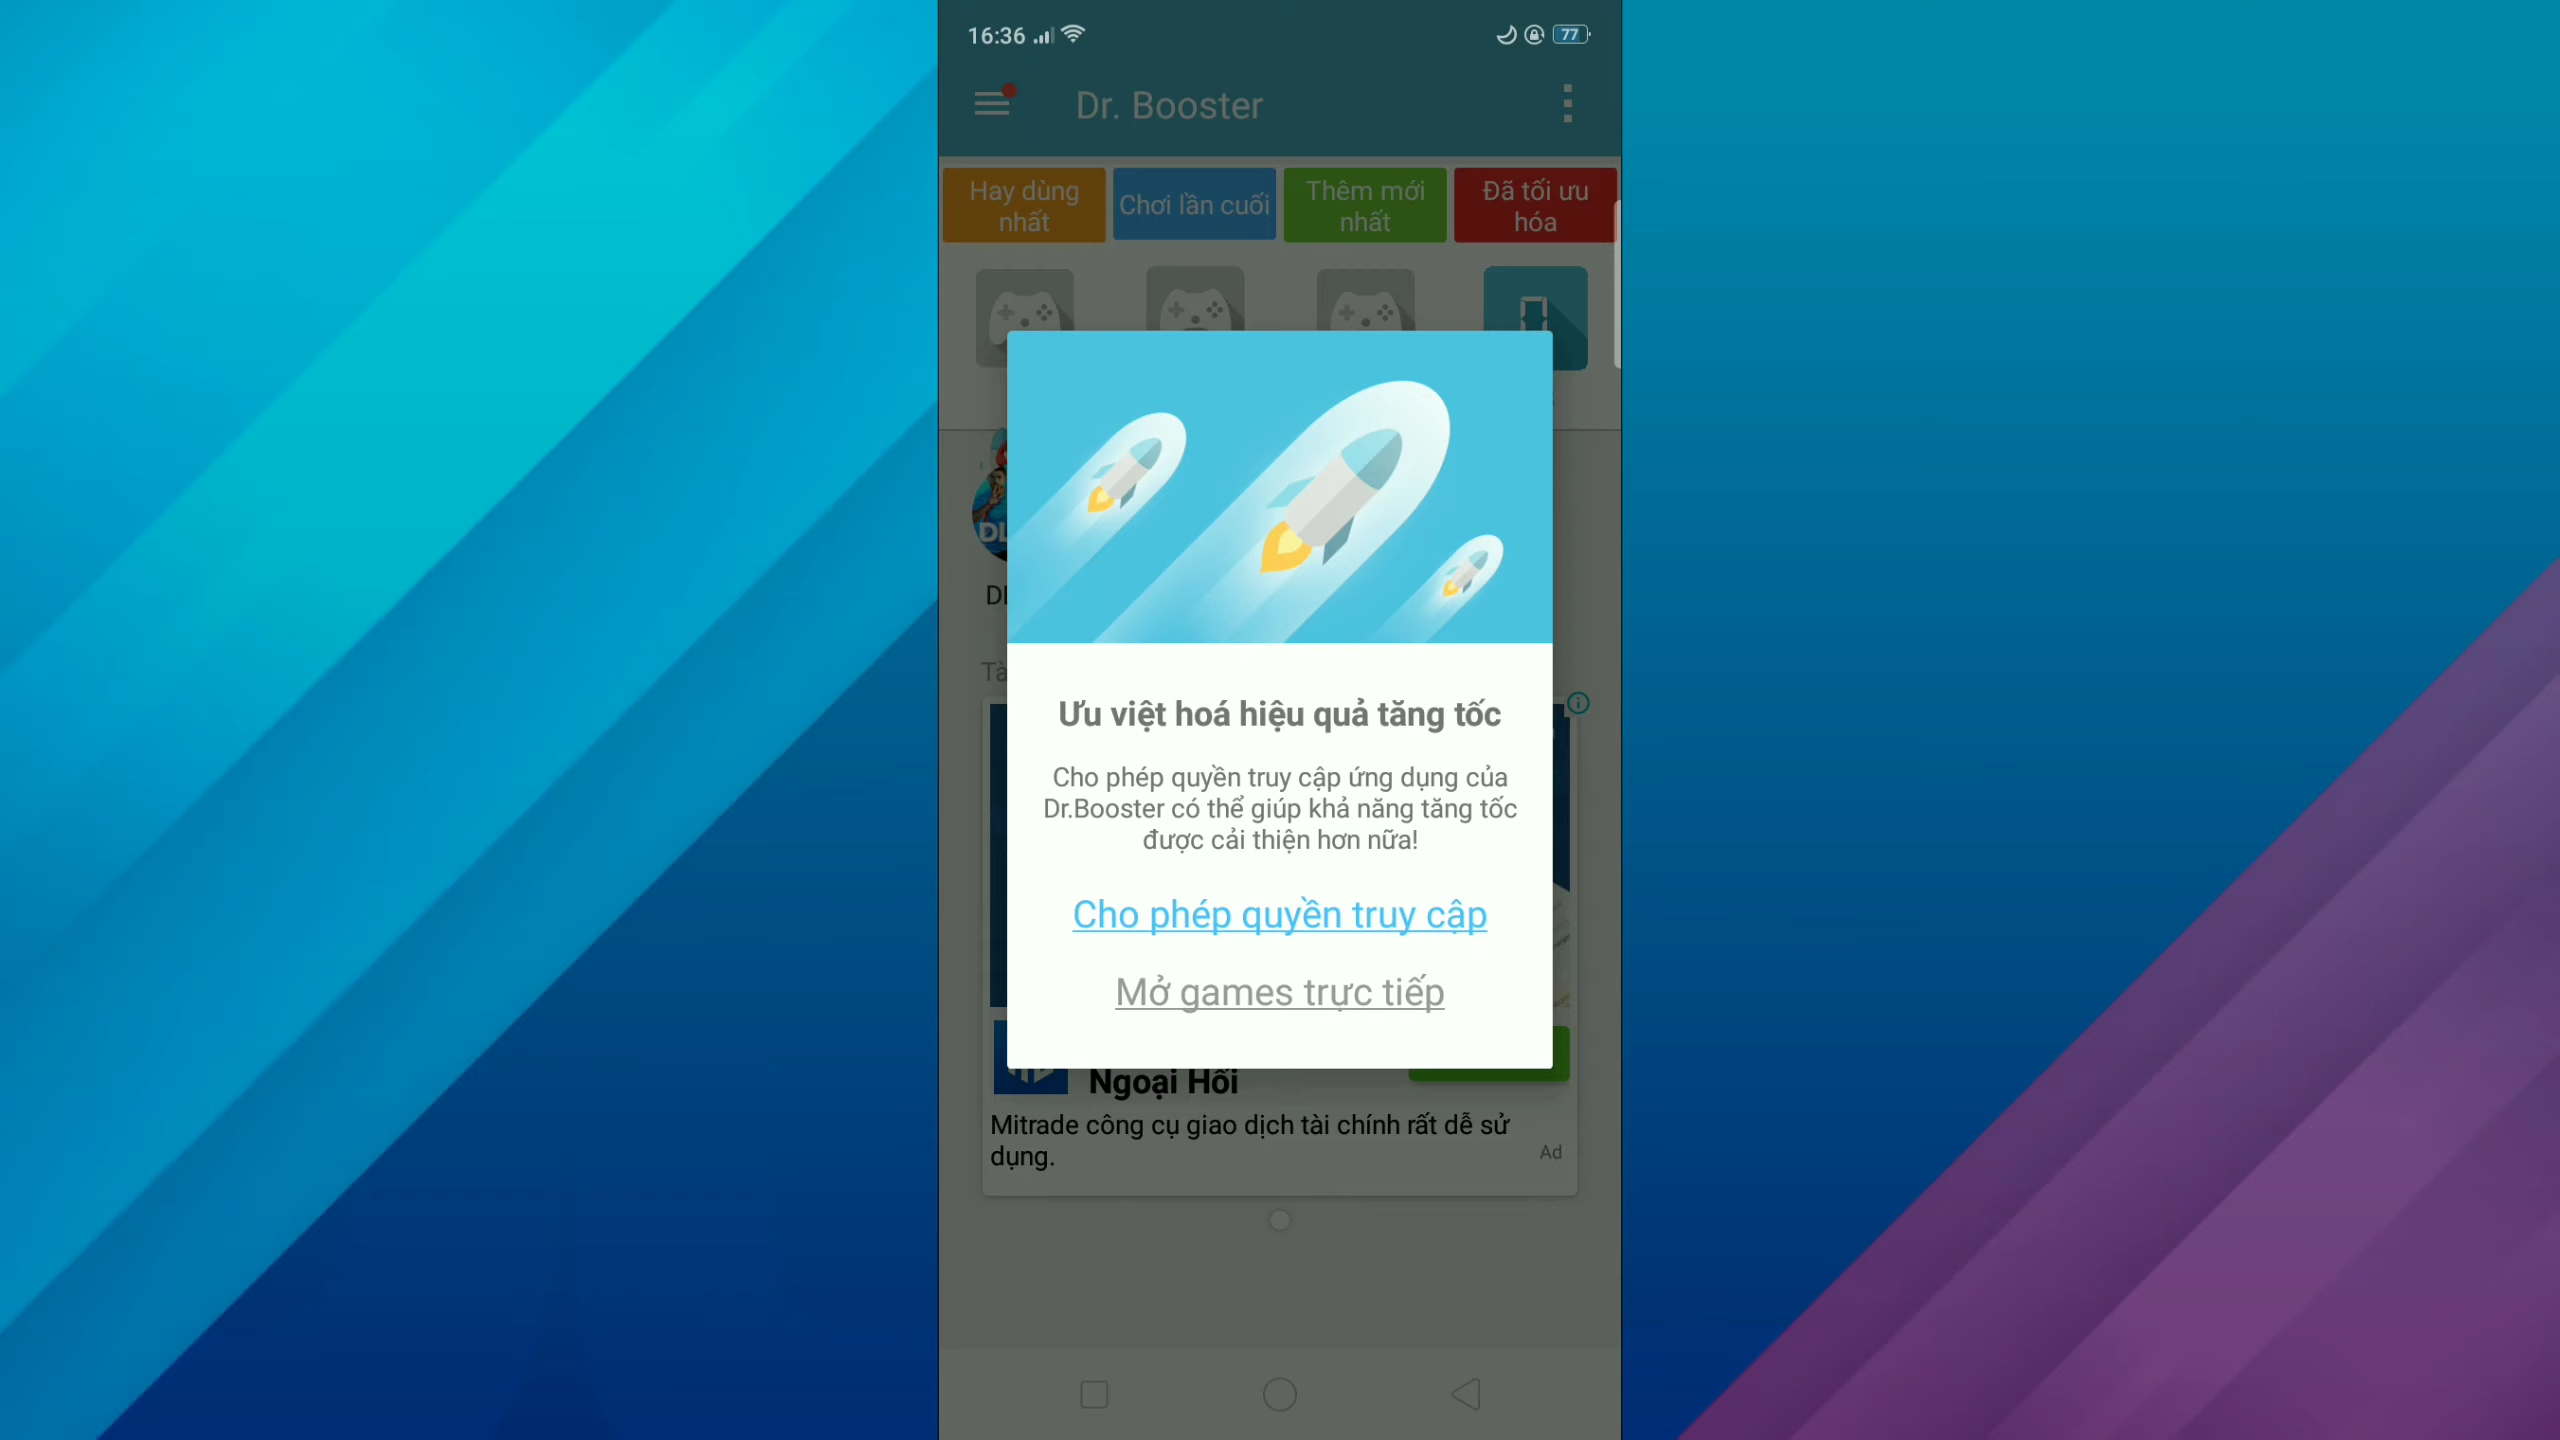 16:36
77
Dr. Booster
Hay dùng
nhất
Chơi lần cuối
Thêm mới
nhất
Đã tối ưu
hóa
Ưu việt hoá hiệu quả tăng tốc
Cho phép quyền truy cập ứng dụng của
Dr.Booster có thể giúp khả năng tăng tốc
được cải thiện hơn nữa!
Cho phép quyền truy cập
Mở games trực tiếp
Ngoại Hối
Mitrade công cụ giao dịch tài chính rất dễ sử
dụng.
Ad